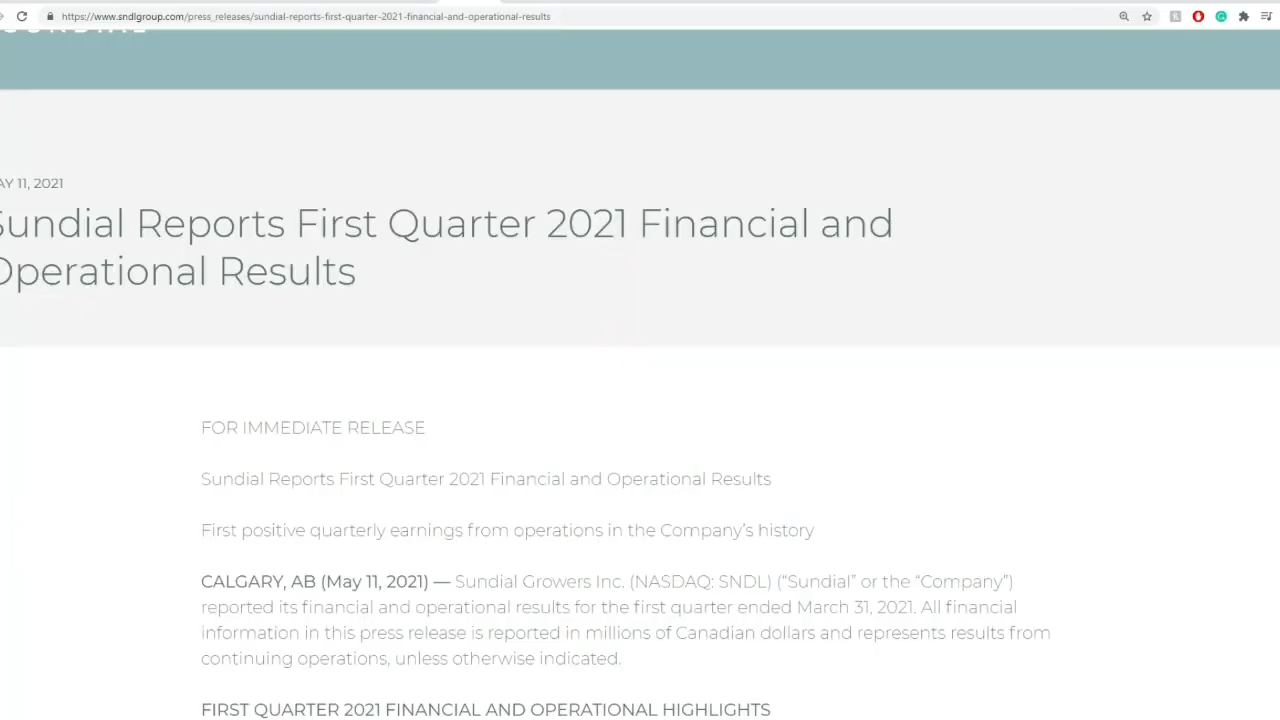 https://www.sndlgroup.com/press_releases/sundial-reports-first-quarter-2021-financial-and-operational-results
SUNDIAL
AY 11, 2021
Sundial Reports First Quarter 2021 Financial and
Operational Results
FOR IMMEDIATE RELEASE
Sundial Reports First Quarter 2021 Financial and Operational Results
First positive quarterly earnings from operations in the Company's history
CALGARY, AB (May 11, 2021) — Sundial Growers Inc. (NASDAQ: SNDL) (“Sundial” or the “Company”)
reported its financial and operational results for the first quarter ended March 31, 2021. All financial
information in this press release is reported in millions of Canadian dollars and represents results from
continuing operations, unless otherwise indicated.
FIRST QUARTER 2021 FINANCIAL AND OPERATIONAL HIGHLIGHTS